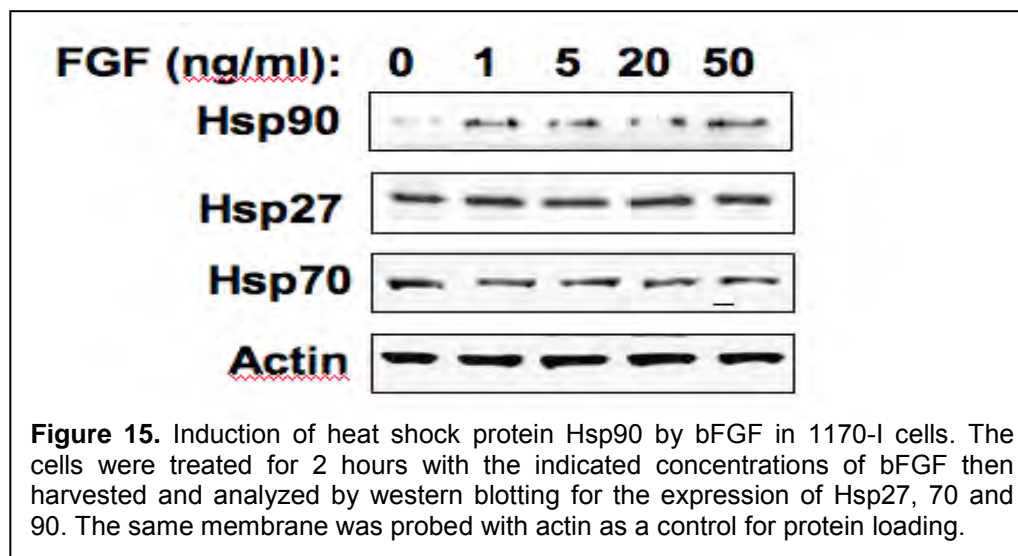 FGF (ng/ml): 0 1 5 20 50
Hsp90
Hsp27
Hsp70
Actin
Figure 15. Induction of heat shock protein Hsp90 by bFGF in 1170-I cells. The
cells were treated for 2 hours with the indicated concentrations of bFGF then
harvested and analyzed by western blotting for the expression of Hsp27, 70 and
90. The same membrane was probed with actin as a control for protein loading.